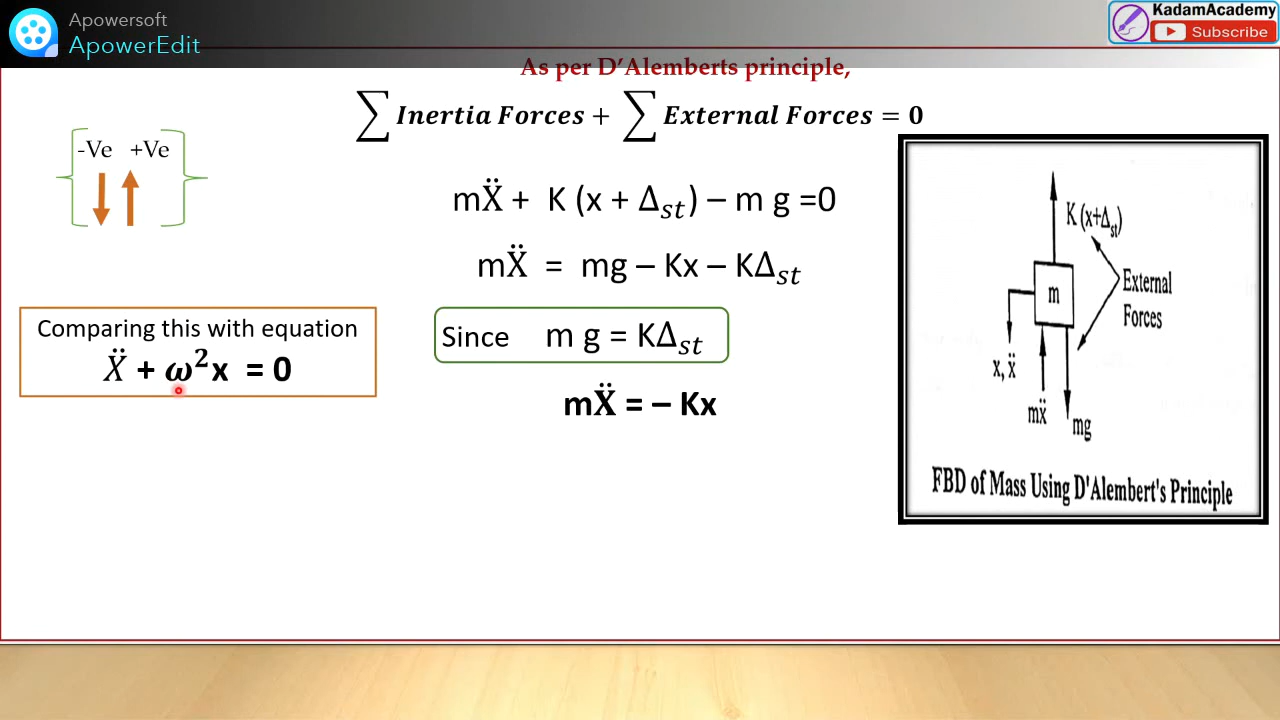 Apowersoft
ApowerEdit
KadamAcademy
Subscribe
As per D’Alemberts principle,
∑ Inertia Forces + ∑ External Forces = 0
-Ve +Ve
mẌ + K (x + Δst) – m g =0
mẌ = mg – Kx – KΔst
Comparing this with equation
Ẍ + ω²x = 0
Since m g = KΔst
mẌ = – Kx
K (x+Δst)
m
External
Forces
x, ẍ
mẍ
mg
FBD of Mass Using D'Alembert's Principle